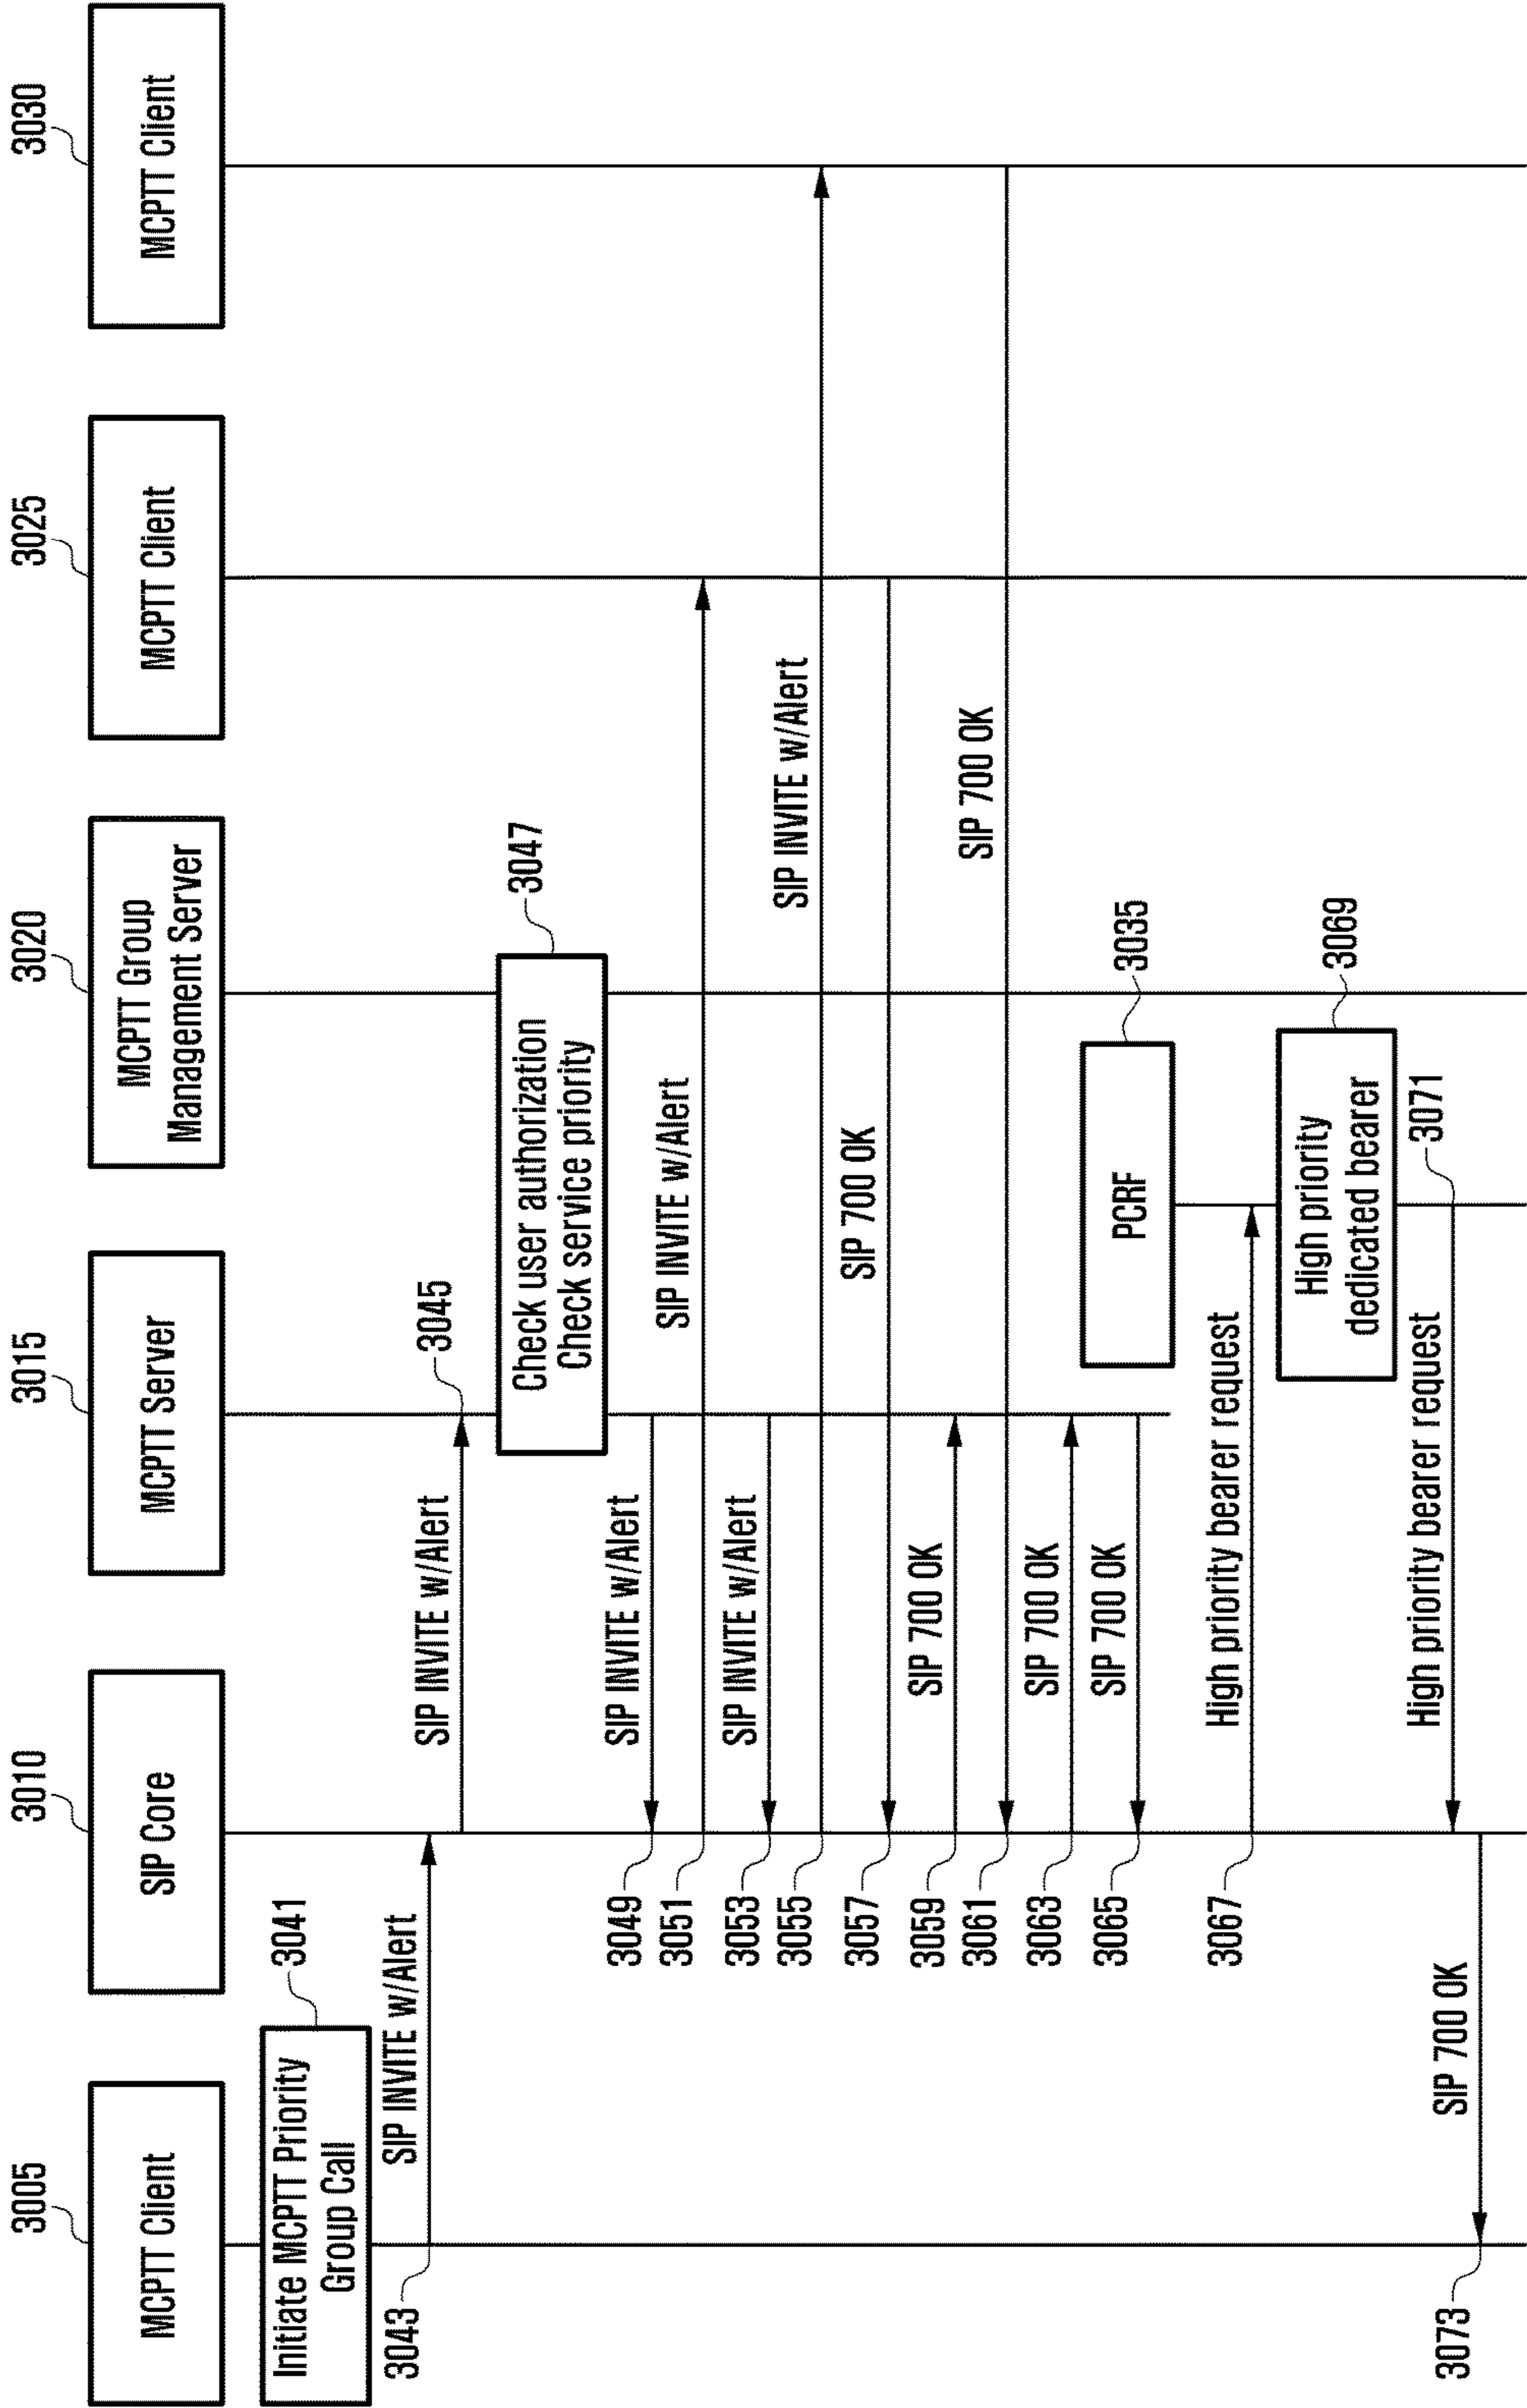 3005
3010
3015
3020
3025
3030
MCPTT Client
SIP Core
MCPTT Server
MCPTT Group
Management Server
MCPTT Client
MCPTT Client
Initiate MCPTT Priority
Group Call
3041
SIP INVITE w/Alert
3043
SIP INVITE w/Alert
3045
Check user authorization
Check service priority
3047
SIP INVITE w/Alert
3049
SIP INVITE w/Alert
3051
SIP INVITE w/Alert
3053
SIP INVITE w/Alert
3055
SIP 700 OK
3057
SIP 700 OK
3059
SIP 700 OK
3061
SIP 700 OK
3063
SIP 700 OK
3065
PCRF
3035
High priority bearer request
3067
High priority
dedicated bearer
3069
High priority bearer request
3071
SIP 700 OK
3073